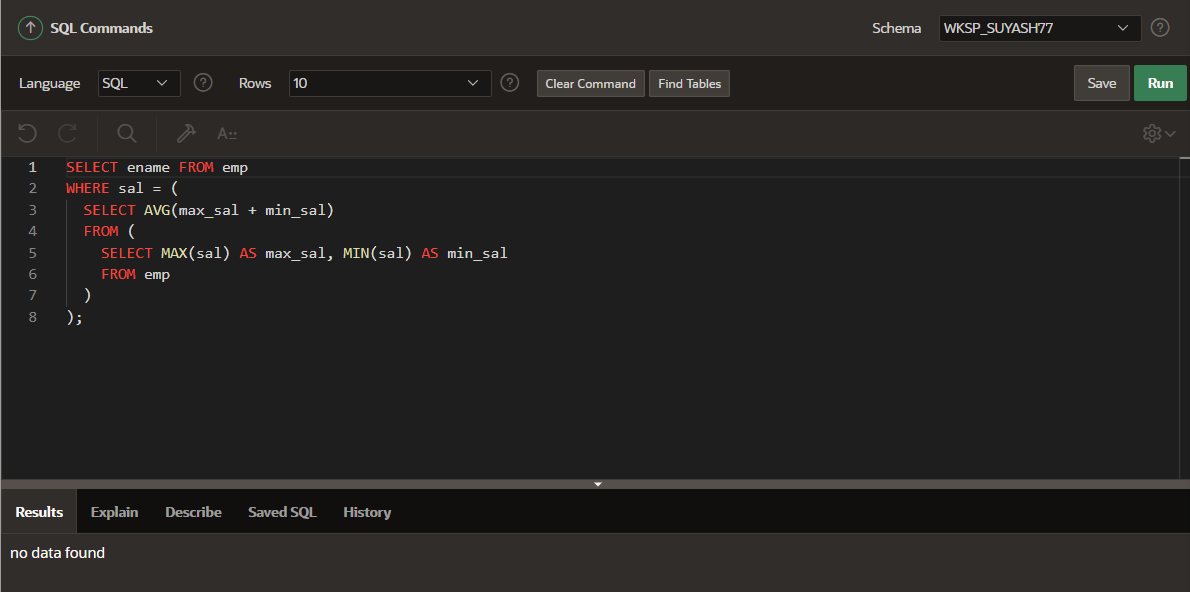 SQL Commands
Schema WKSP_SUYASH77
Language SQL Rows 10 Clear Command Find Tables Save Run
A
1 SELECT ename FROM emp
2 WHERE sal = (
3 SELECT AVG(max_sal + min_sal)
4 FROM (
5 SELECT MAX(sal) AS max_sal, MIN(sal) AS min_sal
6 FROM emp
7 )
8 );
Results Explain Describe Saved SQL History
no data found